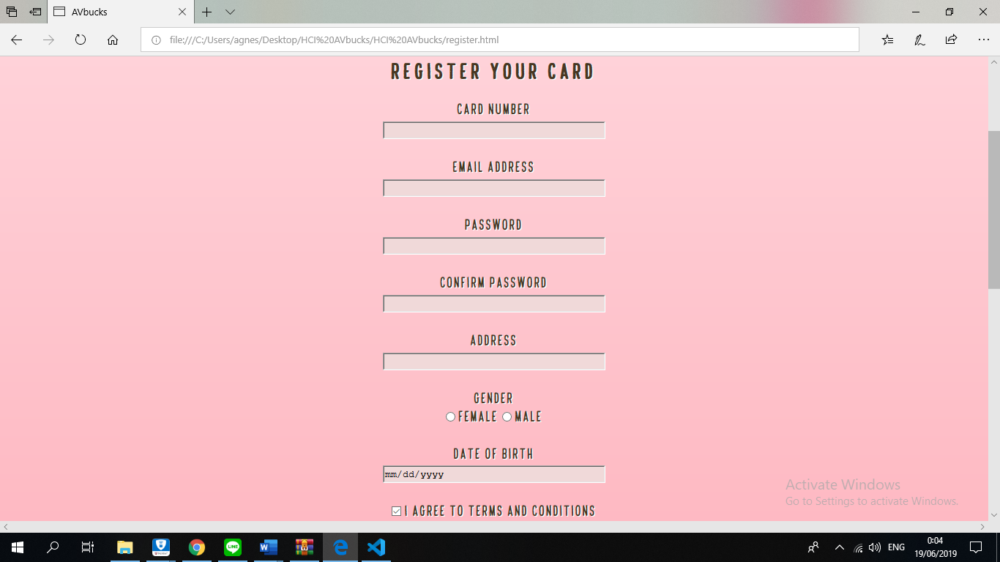 AVbucks
file:///C:/Users/agnes/Desktop/HCI%20AVbucks/HCI%20AVbucks/register.html
REGISTER YOUR CARD
CARD NUMBER
EMAIL ADDRESS
PASSWORD
CONFIRM PASSWORD
ADDRESS
GENDER
FEMALE MALE
DATE OF BIRTH
mm/dd/yyyy
I AGREE TO TERMS AND CONDITIONS
Activate Windows
Go to Settings to activate Windows.
LINE
ENG
0:04
19/06/2019